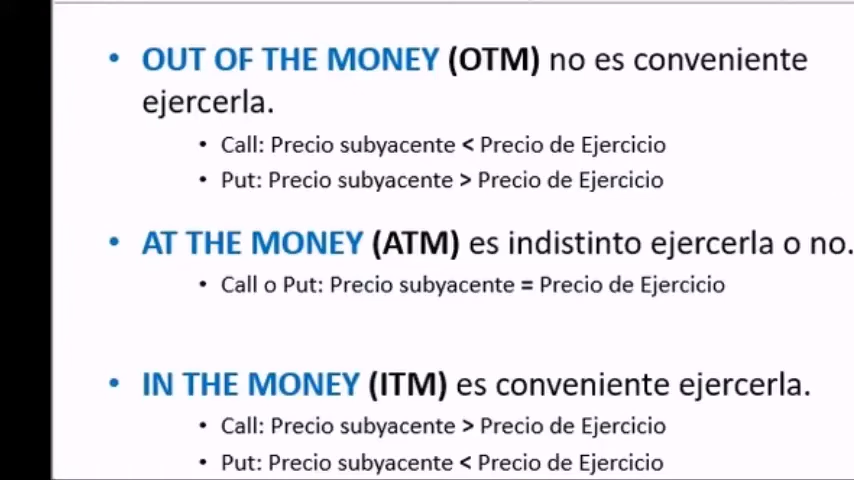 • OUT OF THE MONEY (OTM) no es conveniente
ejercerla.
• Call: Precio subyacente < Precio de Ejercicio
• Put: Precio subyacente > Precio de Ejercicio
• AT THE MONEY (ATM) es indistinto ejercerla o no.
• Call o Put: Precio subyacente = Precio de Ejercicio
• IN THE MONEY (ITM) es conveniente ejercerla.
• Call: Precio subyacente > Precio de Ejercicio
• Put: Precio subyacente < Precio de Ejercicio